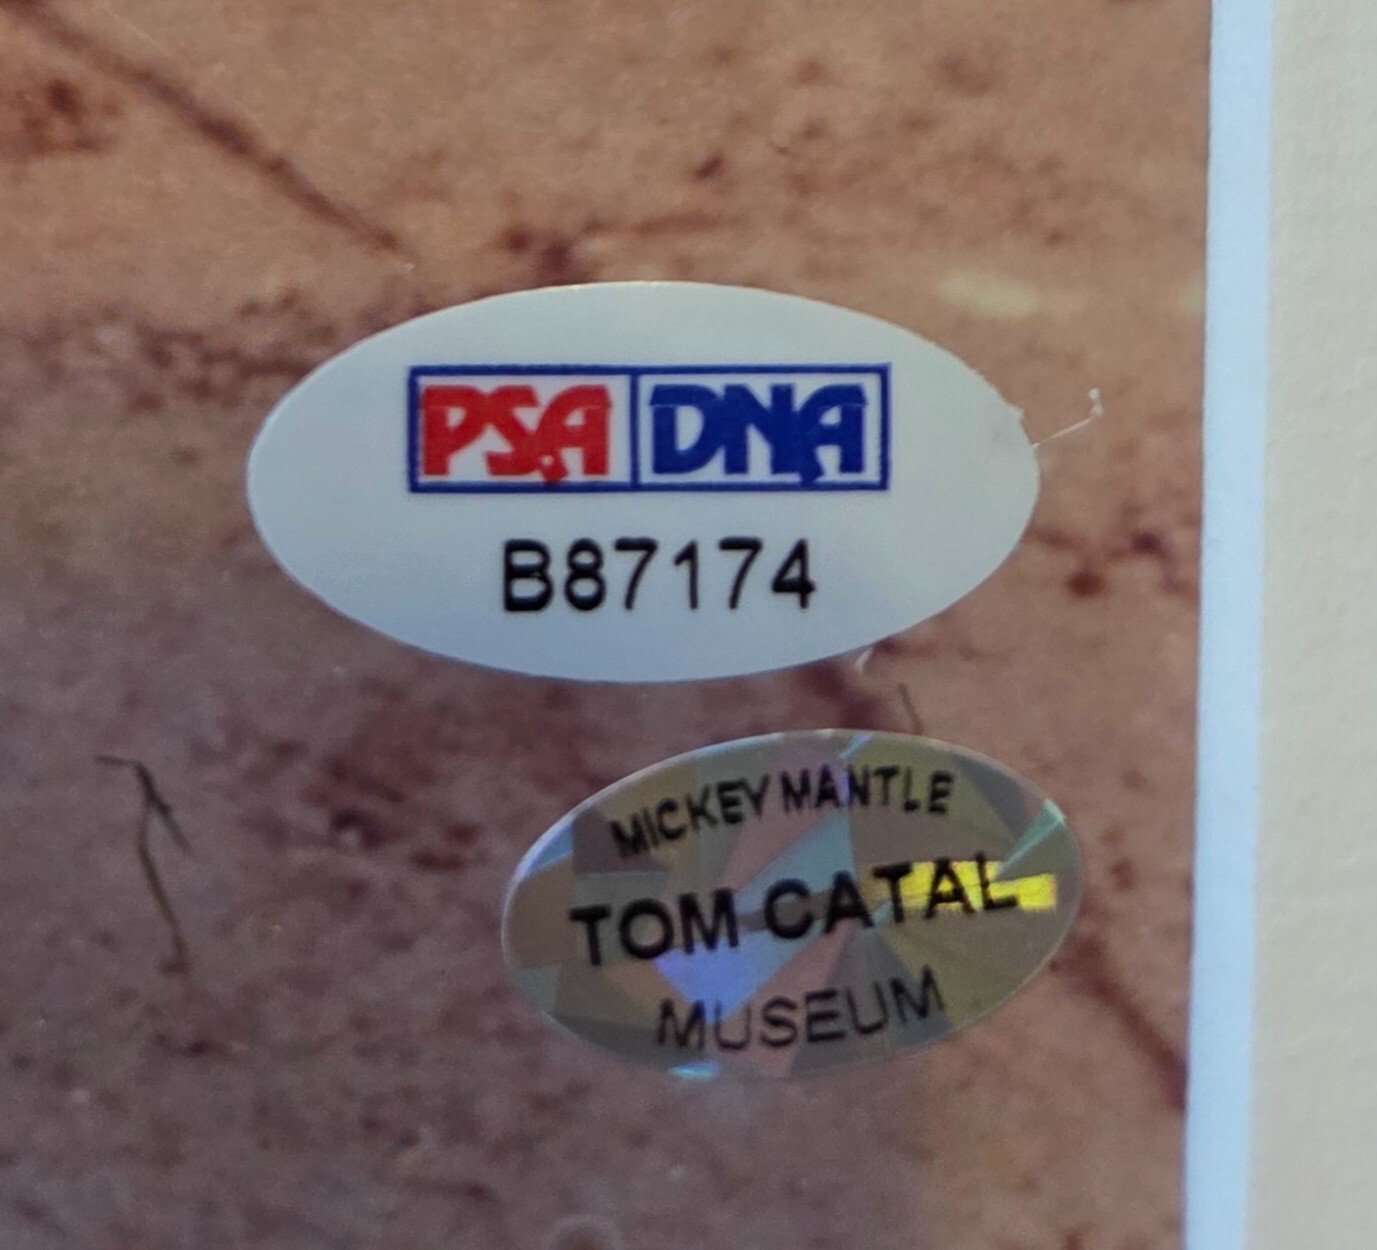 PSA DNA
B87174
MICKEY MANTLE
TOM CATAL
MUSEUM